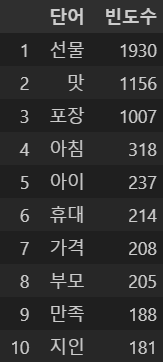 단어 빈도수
1 선물 1930
2 맛 1156
3 포장 1007
4 아침 318
5 아이 237
6 휴대 214
7 가격 208
8 부모 205
9 만족 188
10 지인 181